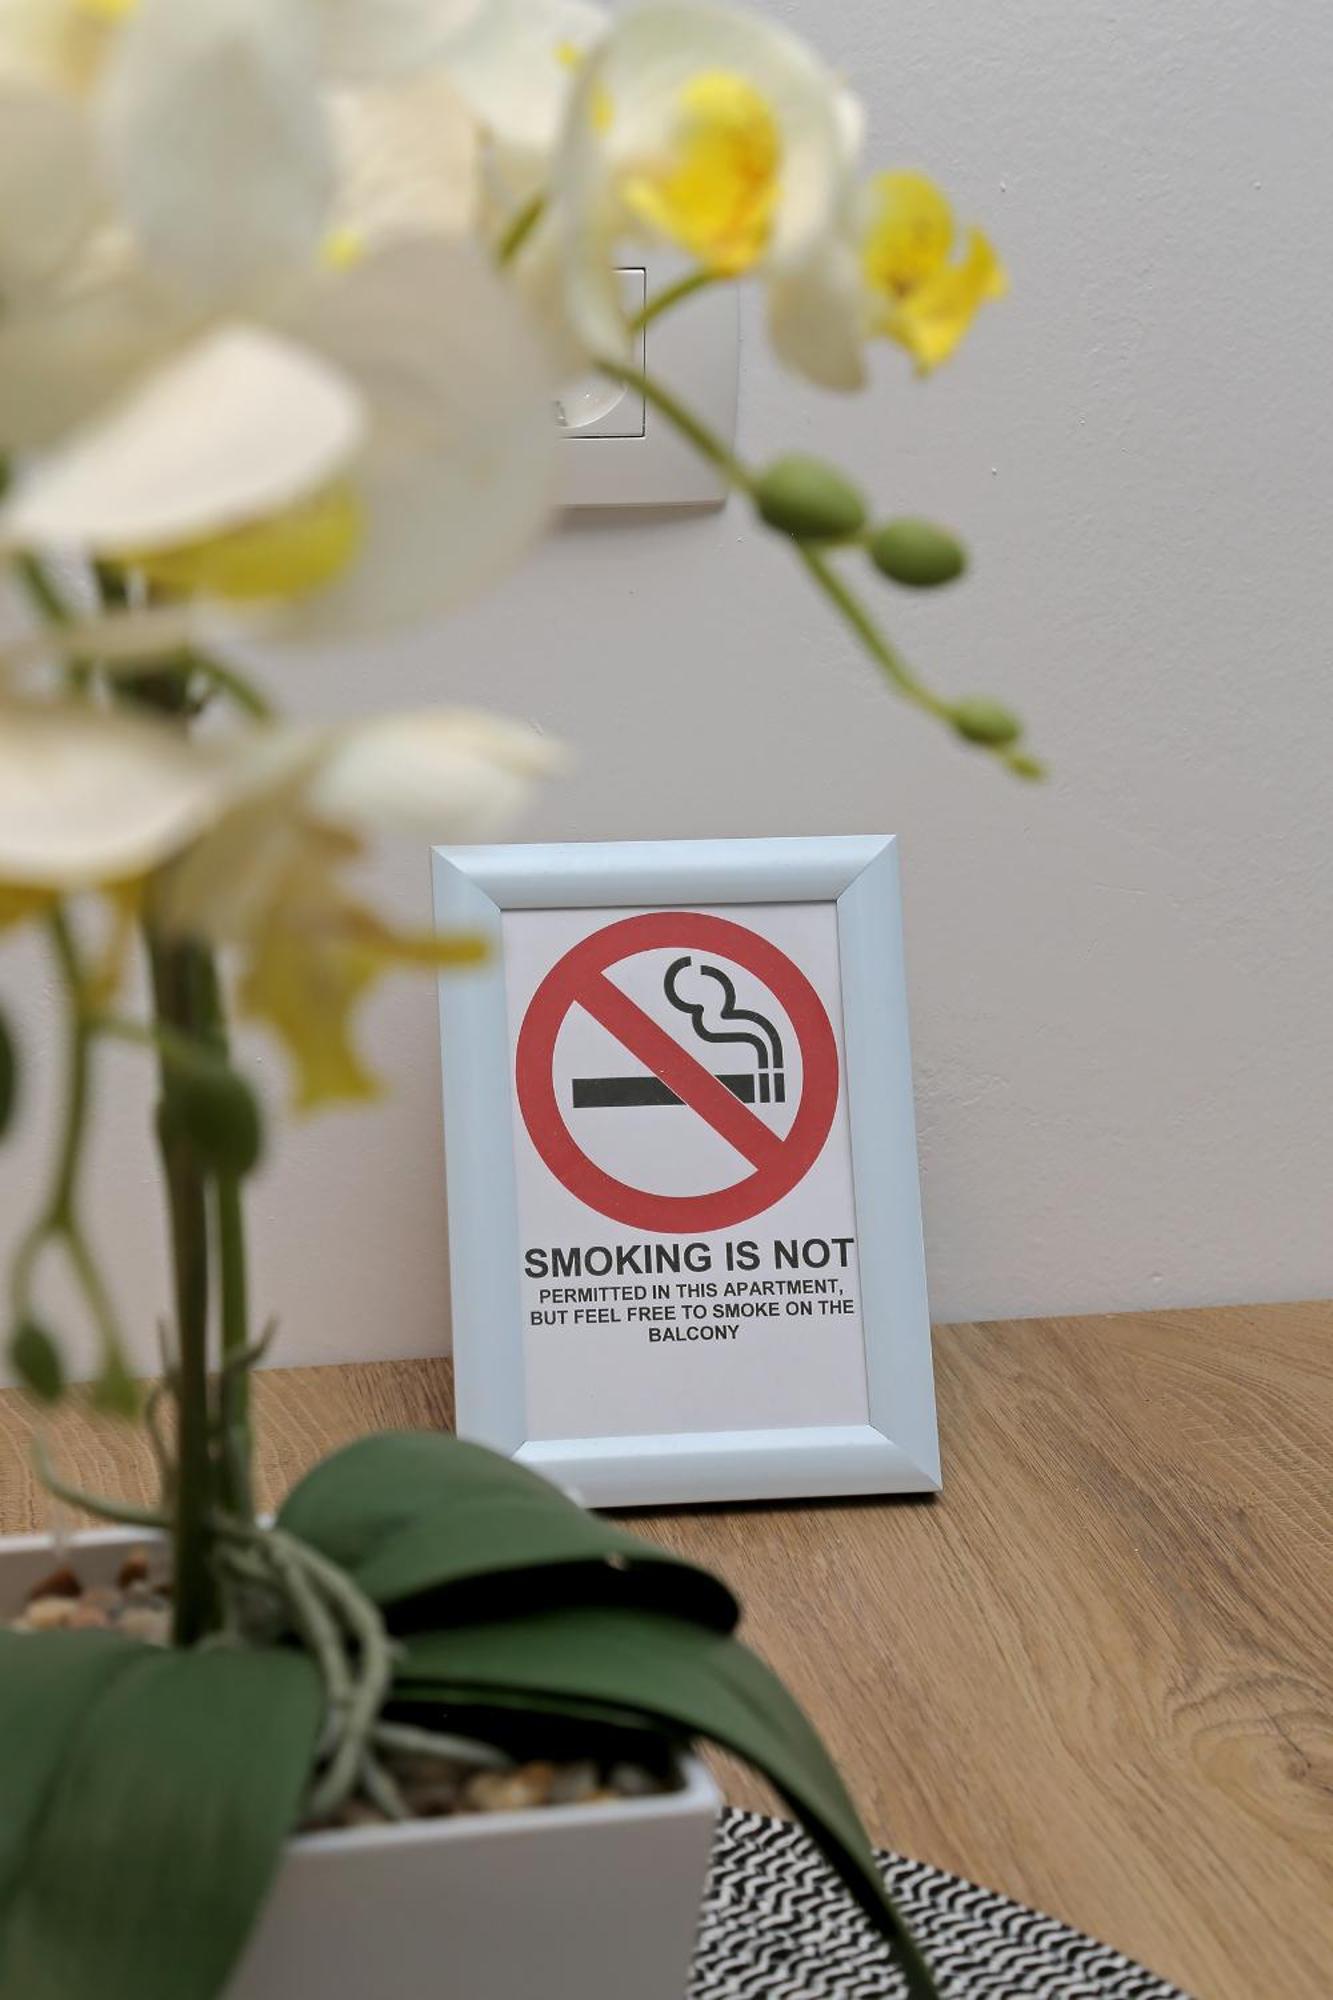 SMOKING IS NOT
PERMITTED IN THIS APARTMENT,
BUT FEEL FREE TO SMOKE ON THE
BALCONY